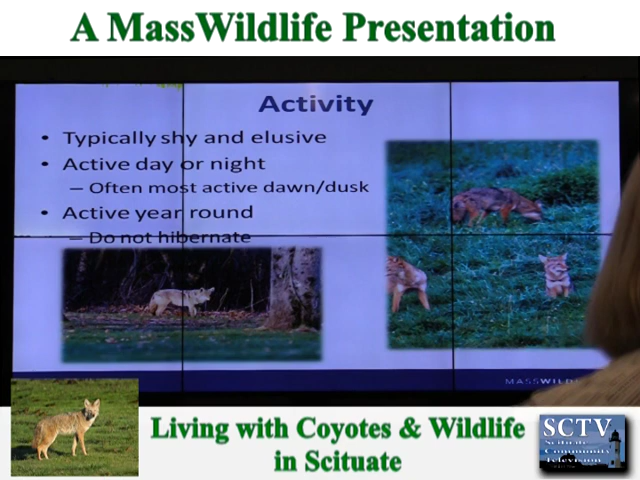 A MassWildlife Presentation
Activity
• Typically shy and elusive
• Active day or night
– Often most active dawn/dusk
• Active year round
– Do not hibernate
MASSWILD
Living with Coyotes & Wildlife
in Scituate
SCTV
Scituate
Community
Television